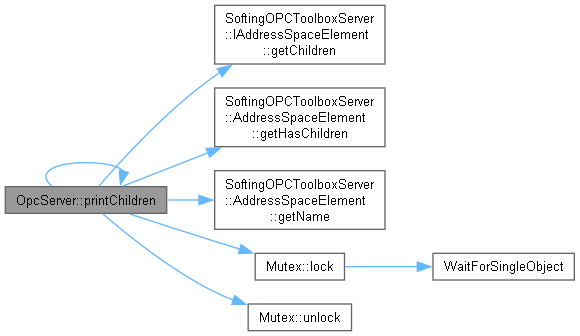 SoftingOPCToolboxServer
::IAddressSpaceElement
::getChildren
SoftingOPCToolboxServer
::AddressSpaceElement
::getHasChildren
OpcServer::printChildren
SoftingOPCToolboxServer
::AddressSpaceElement
::getName
Mutex::lock
WaitForSingleObject
Mutex::unlock